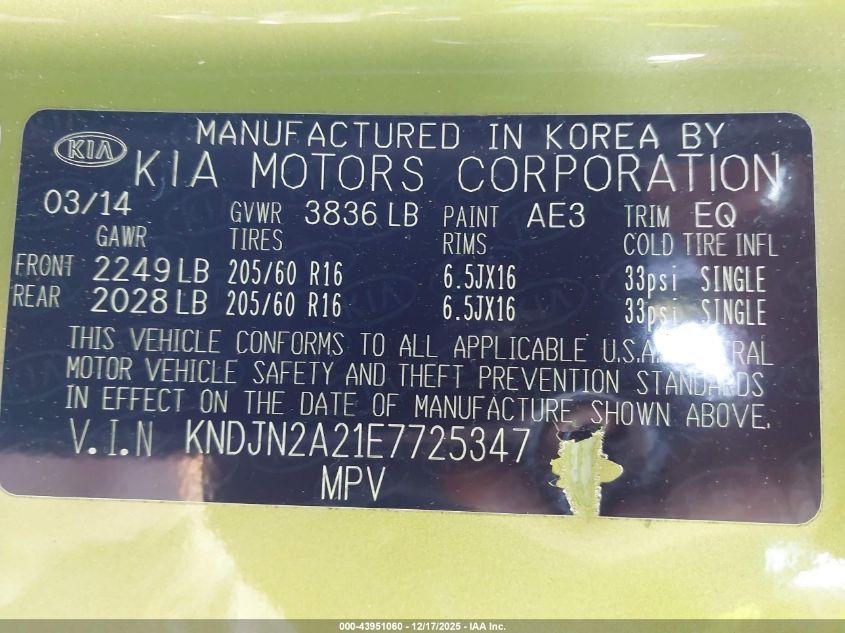 MANUFACTURED IN KOREA BY
KIA KIA MOTORS CORPORATION
03/14 GVWR 3836 LB PAINT AE3 TRIM EQ
GAWR TIRES RIMS COLD TIRE INFL
FRONT 2249 LB 205/60 R16 6.5JX16 33psi SINGLE
REAR 2028 LB 205/60 R16 6.5JX16 33psi SINGLE
THIS VEHICLE CONFORMS TO ALL APPLICABLE U.S.A.
MOTOR VEHICLE SAFETY AND THEFT PREVENTION STANDARDS
IN EFFECT ON THE DATE OF MANUFACTURE SHOWN ABOVE.
V.I.N KNDJN2A21E7725347
MPV
000-43951060 - 12/17/2025 - IAA Inc.